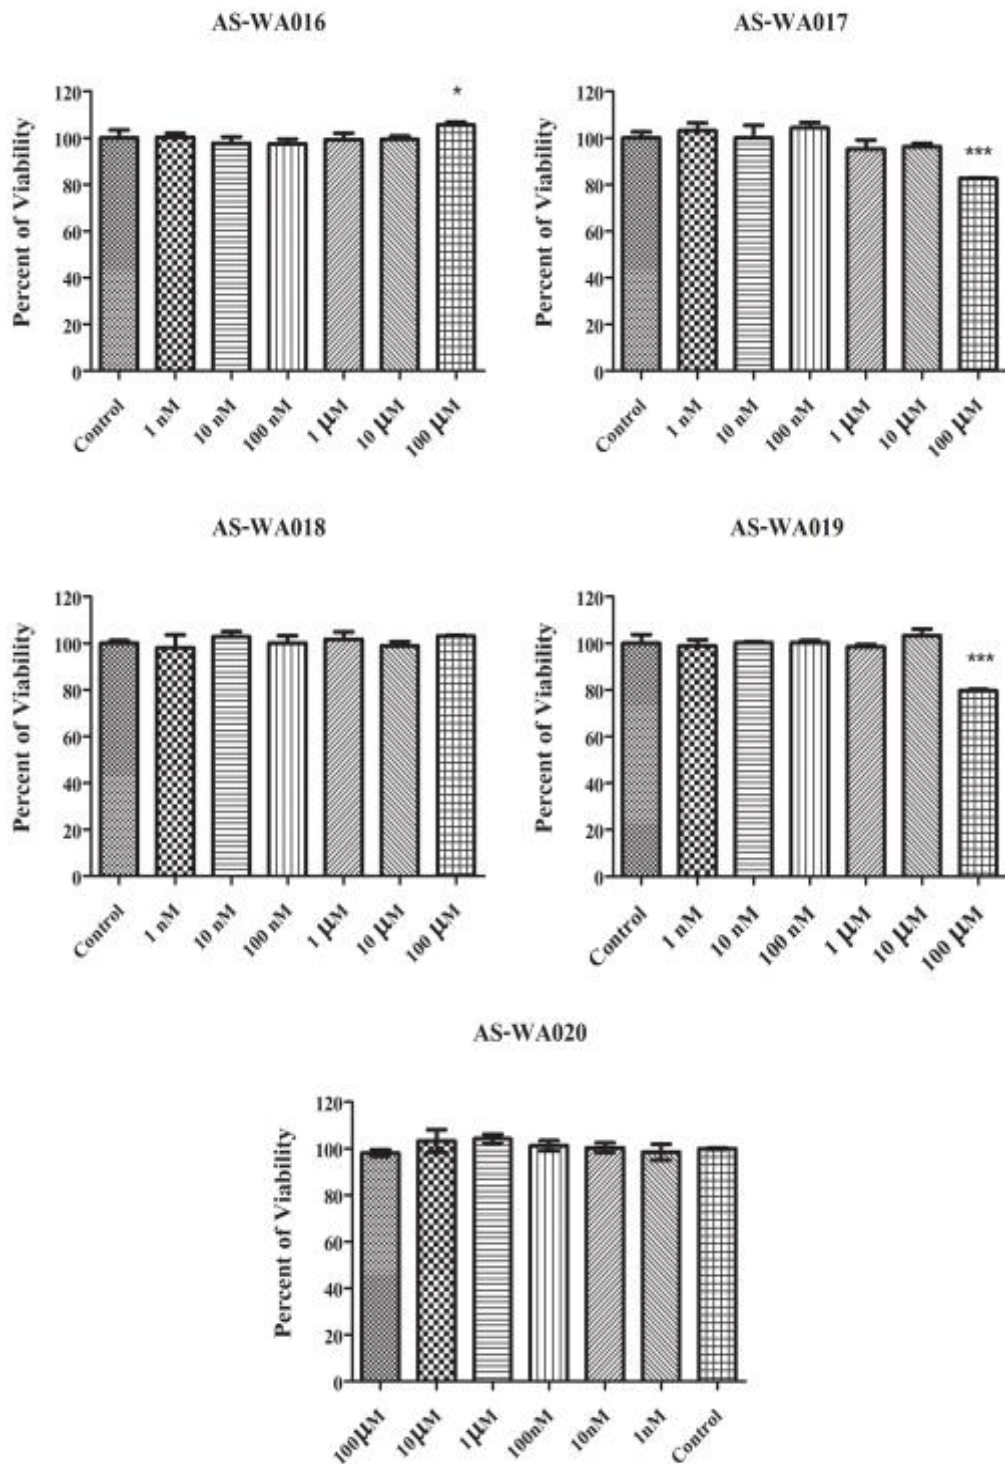 AS-WA016
*
Percent of Viability
120
100
80
60
40
20
0
Control
1 nM
10 nM
100 nM
1 µM
10 µM
100 µM
AS-WA017
***
Percent of Viability
120
100
80
60
40
20
0
Control
1 nM
10 nM
100 nM
1 µM
10 µM
100 µM
AS-WA018
Percent of Viability
120
100
80
60
40
20
0
Control
1 nM
10 nM
100 nM
1 µM
10 µM
100 µM
AS-WA019
***
Percent of Viability
120
100
80
60
40
20
0
Control
1 nM
10 nM
100 nM
1 µM
10 µM
100 µM
AS-WA020
Percent of Viability
120
100
80
60
40
20
0
100µM
10µM
1µM
100nM
10nM
1nM
Control